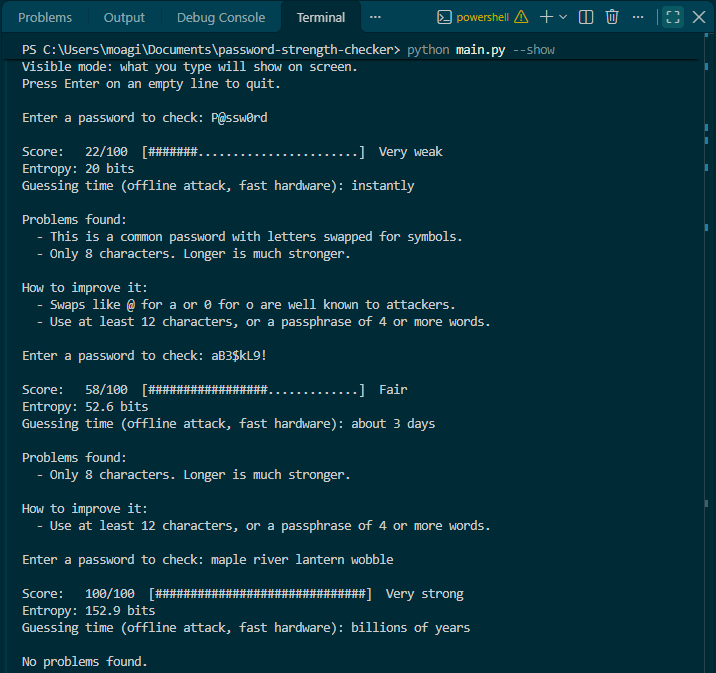 Problems Output Debug Console Terminal ··· powershell
PS C:\Users\moagi\Documents\password-strength-checker> python main.py --show
Visible mode: what you type will show on screen.
Press Enter on an empty line to quit.
Enter a password to check: P@ssw0rd
Score:   22/100  [#######.......................]  Very weak
Entropy: 20 bits
Guessing time (offline attack, fast hardware): instantly
Problems found:
  - This is a common password with letters swapped for symbols.
  - Only 8 characters. Longer is much stronger.
How to improve it:
  - Swaps like @ for a or 0 for o are well known to attackers.
  - Use at least 12 characters, or a passphrase of 4 or more words.
Enter a password to check: aB3$kL9!
Score:   58/100  [#################.............]  Fair
Entropy: 52.6 bits
Guessing time (offline attack, fast hardware): about 3 days
Problems found:
  - Only 8 characters. Longer is much stronger.
How to improve it:
  - Use at least 12 characters, or a passphrase of 4 or more words.
Enter a password to check: maple river lantern wobble
Score:   100/100  [##############################]  Very strong
Entropy: 152.9 bits
Guessing time (offline attack, fast hardware): billions of years
No problems found.